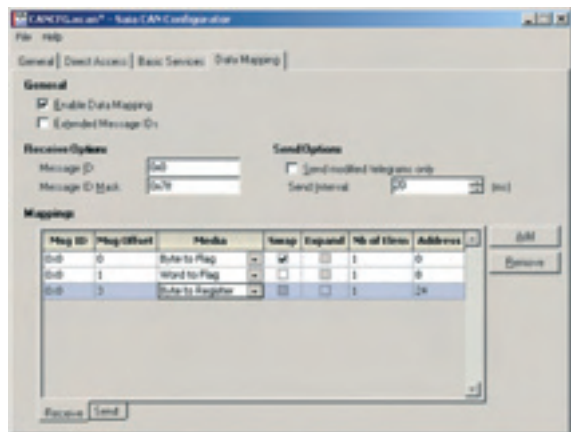 CANCFG.ascan* - Saia CAN Configurator
File Help
General Direct Access Basic Services Data Mapping
General
Enable Data Mapping
Extended Message IDs
Receive Options Send Options
Message ID 0x0 Send modified telegrams only
Message ID Mask Send Interval 20 (ms)
Mappings
Msg ID Msg Offset Media Swap Expand Nb of Elems Address Add
0x0 0 Byte to Flag 1 0 Remove
0x0 1 Word to Flag 1 8
0x0 3 Byte to Register 1 24
Receive Send